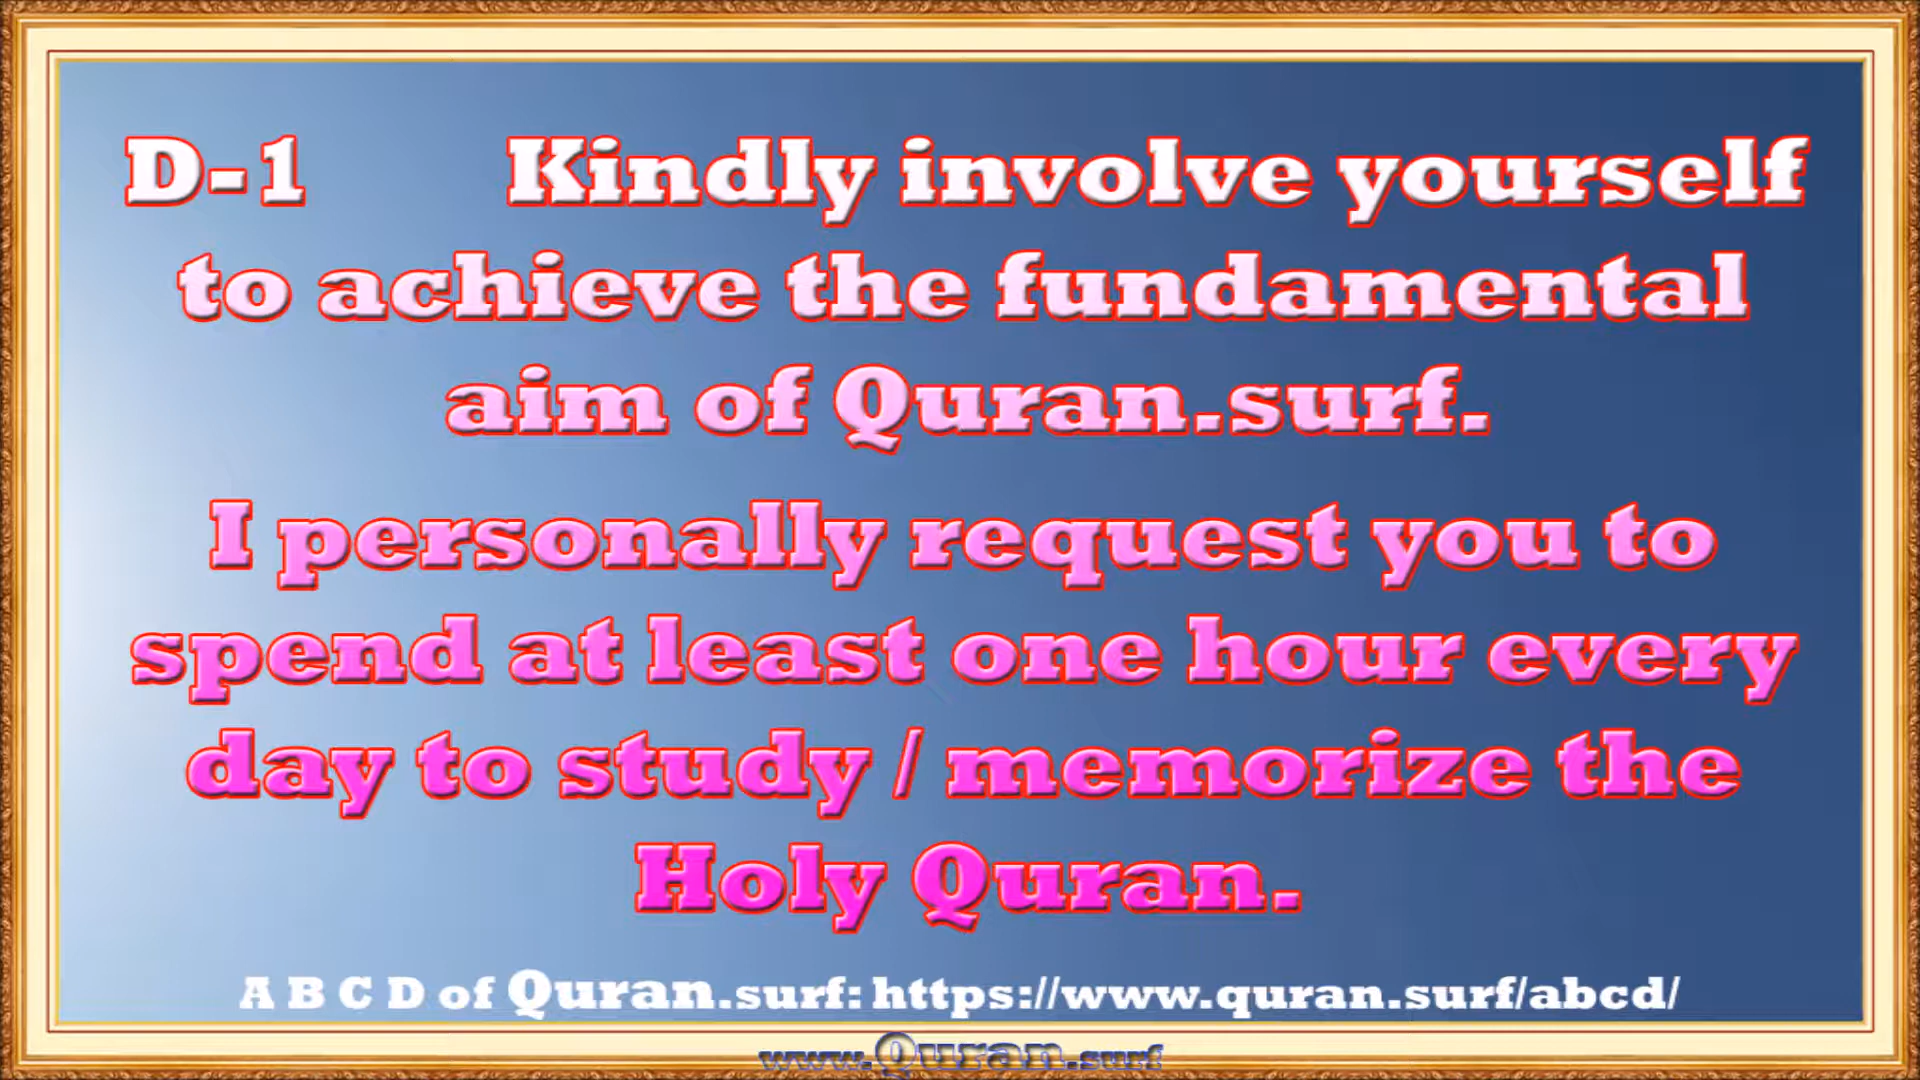 D-1 Kindly involve yourself
to achieve the fundamental
aim of Quran.surf.
I personally request you to
spend at least one hour every
day to study / memorize the
Holy Quran.
A B C D of Quran.surf: https://www.quran.surf/abcd/
www.Quran.surf